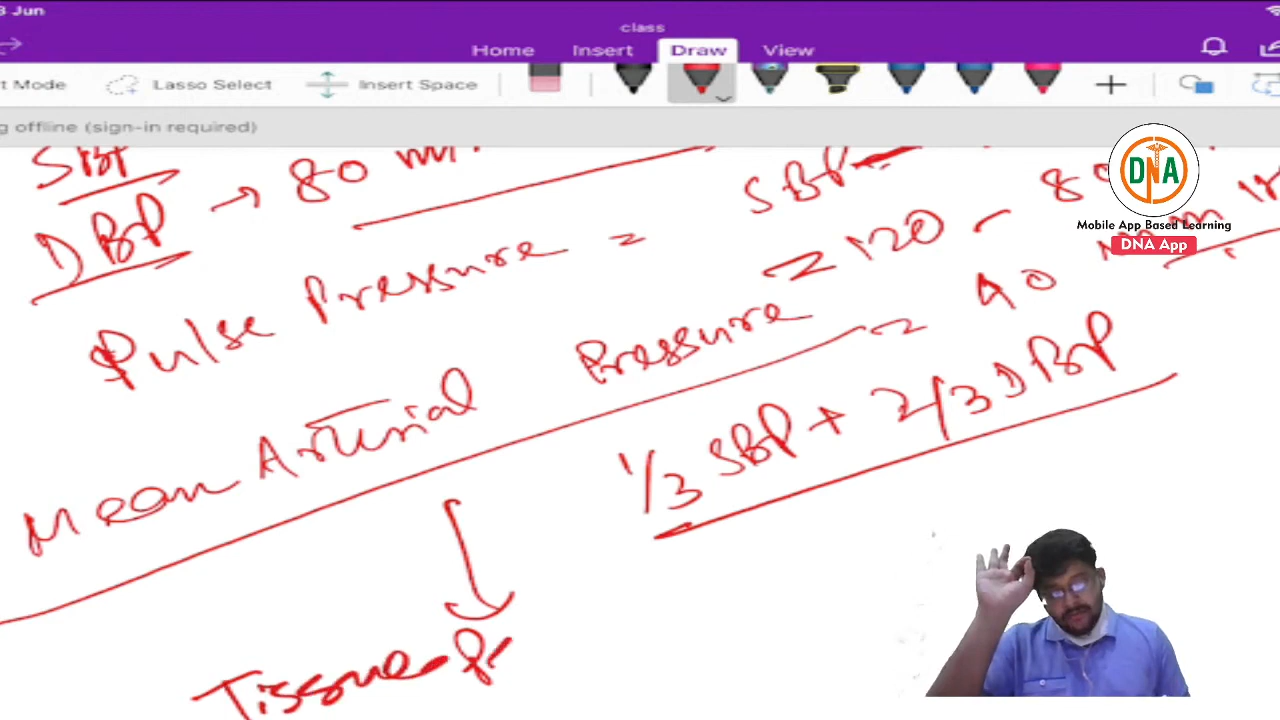 3 Jun
class
Home Insert Draw View
rt Mode Lasso Select Insert Space
g offline (sign-in required)
DNA
Mobile App Based Learning
DNA App
SBP
DBP → 80
SBP -
Pulse Pressure =
= 120 - 80
= 40
Mean Arterial Pressure =
1/3 SBP + 2/3 DBP
↓
Tissue P